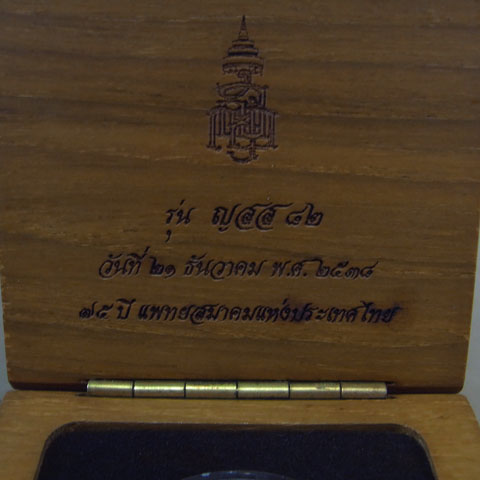 รุ่น ญสส ๘๒
วันที่ ๒๑ ธันวาคม พ.ศ. ๒๕๓๘
๗๕ ปี แพทยสมาคมแห่งประเทศไทย